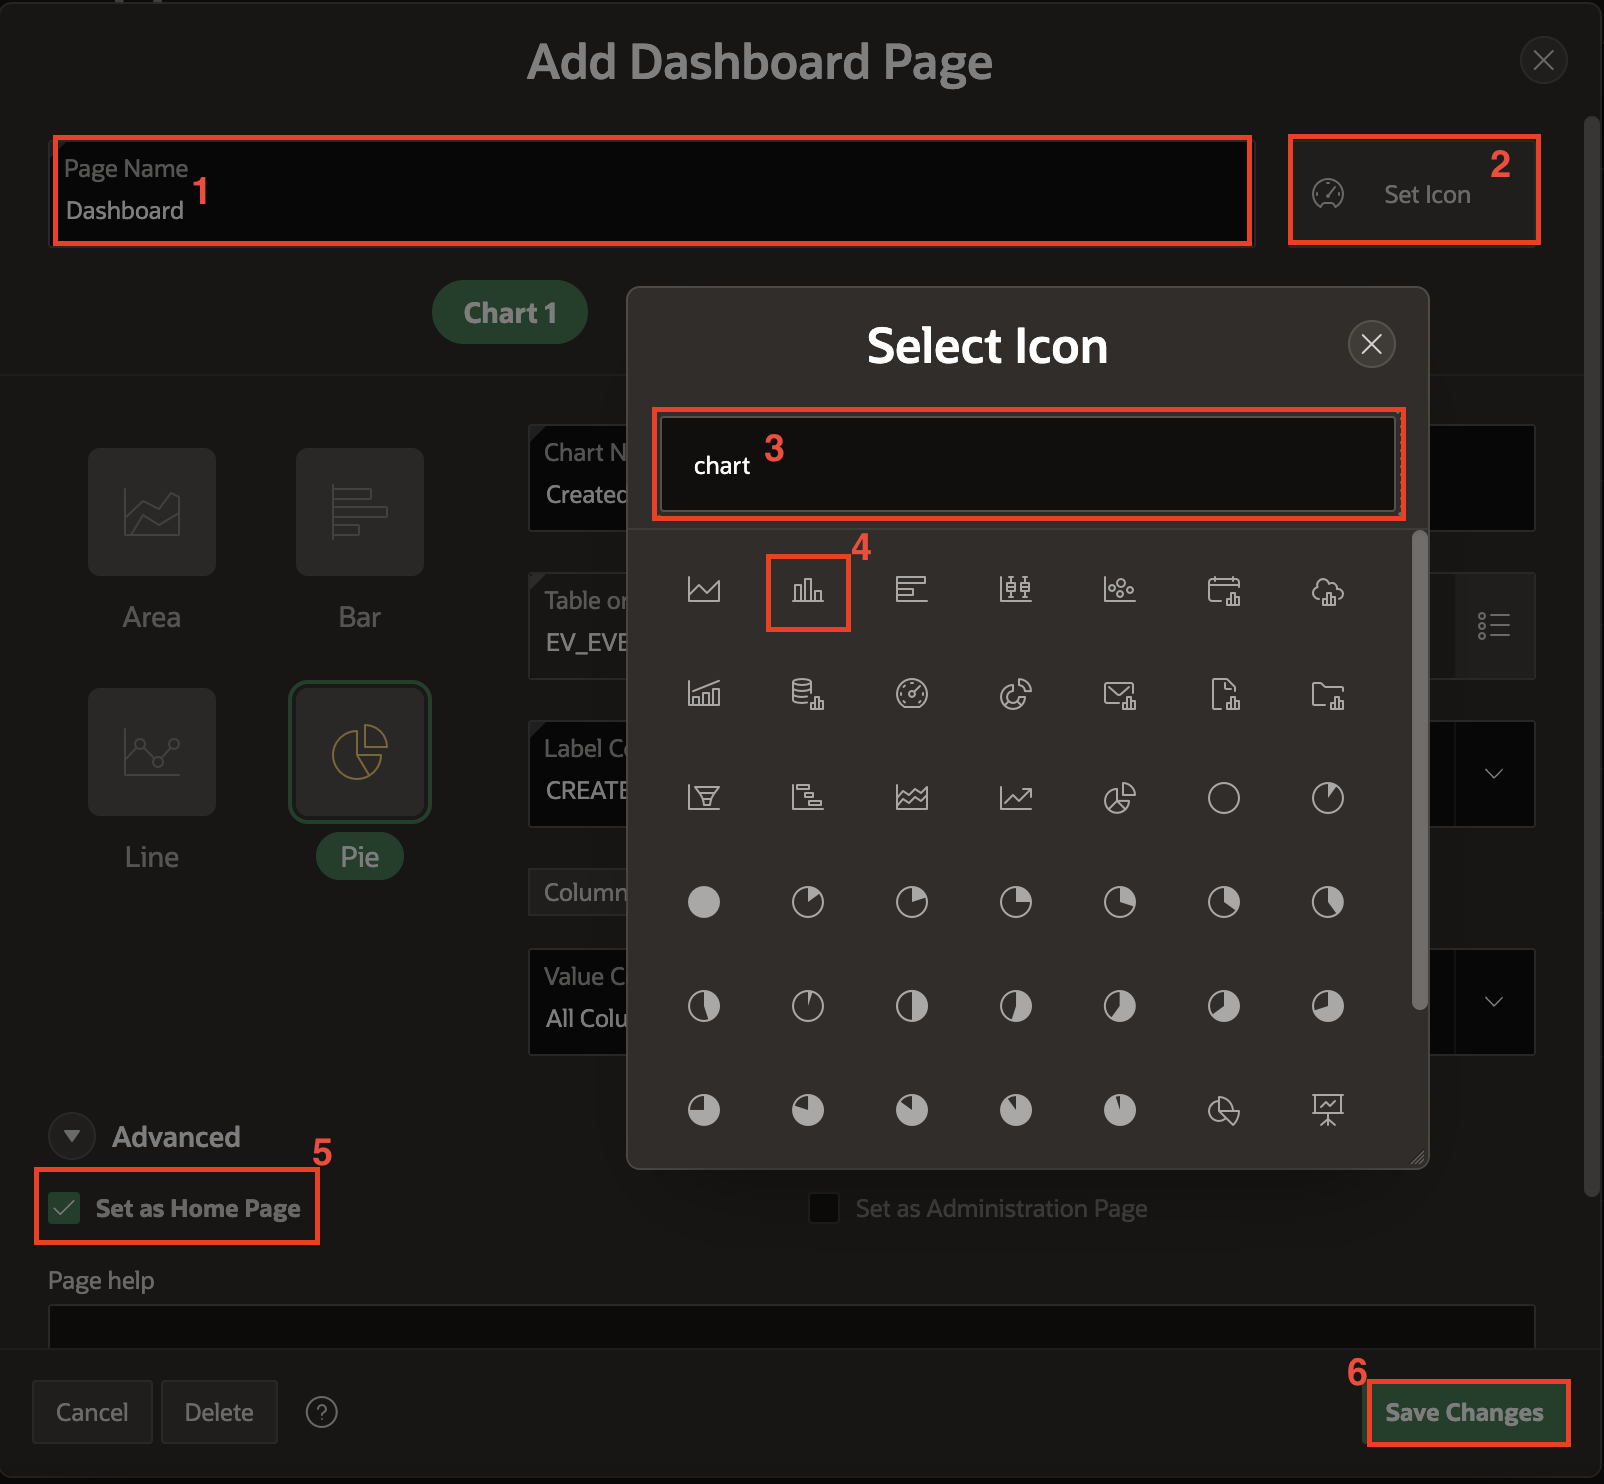 Add Dashboard Page
Page Name
Dashboard
1
Set Icon
2
Chart 1
Select Icon
chart
3
4
Area
Bar
Line
Pie
Chart N
Created
Table or
EV_EVE
Label Co
CREATE
Column
Value C
All Colu
Advanced
5
Set as Home Page
Set as Administration Page
Page help
Cancel
Delete
?
6
Save Changes